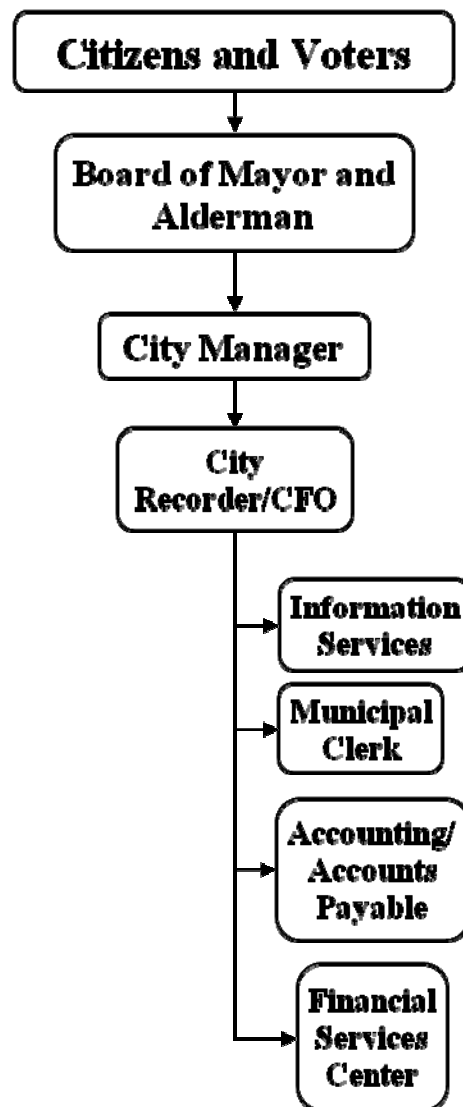 Citizens and Voters
Board of Mayor and
Alderman
City Manager
City
Recorder/CFO
Information
Services
Municipal
Clerk
Accounting/
Accounts
Payable
Financial
Services
Center